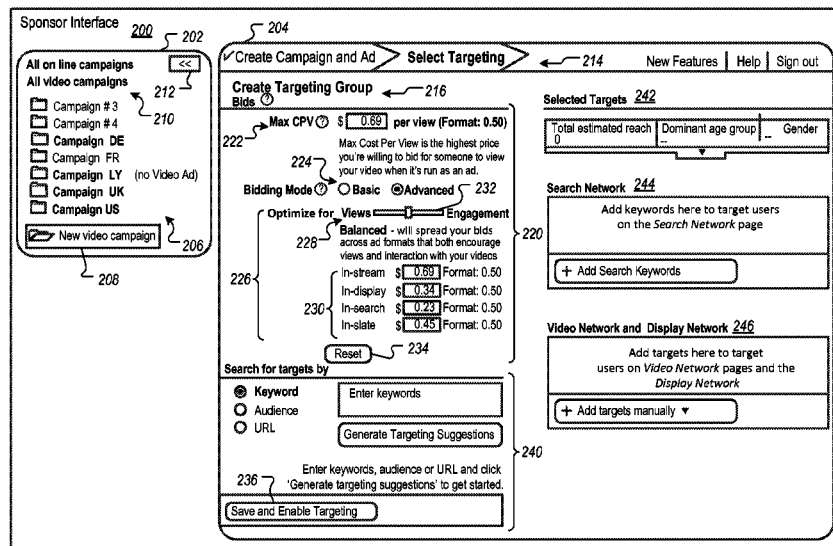 Sponsor Interface
200
202
All on line campaigns
<<
All video campaigns
212
210
Campaign # 3
Campaign # 4
Campaign DE
Campaign FR
Campaign LY (no Video Ad)
Campaign UK
Campaign US
206
New video campaign
208
204
✓Create Campaign and Ad
Select Targeting
214
New Features | Help | Sign out
Create Targeting Group
216
Bids ?
222
Max CPV ? $ 0.69 per view (Format: 0.50)
Max Cost Per View is the highest price
you're willing to bid for someone to view
your video when it's run as an ad.
224
Bidding Mode ? Basic Advanced
232
Optimize for Views Engagement
228
Balanced - will spread your bids
across ad formats that both encourage
views and interaction with your videos
226
230
In-stream $ 0.69 Format: 0.50
In-display $ 0.34 Format: 0.50
In-search $ 0.23 Format: 0.50
In-slate $ 0.45 Format: 0.50
Reset
234
220
Search for targets by
Keyword
Audience
URL
Enter keywords
Generate Targeting Suggestions
240
Enter keywords, audience or URL and click
'Generate targeting suggestions' to get started.
236
Save and Enable Targeting
Selected Targets 242
Total estimated reach
0
Dominant age group
--
Gender
--
Search Network 244
Add keywords here to target users
on the Search Network page
+ Add Search Keywords
Video Network and Display Network 246
Add targets here to target
users on Video Network pages and the
Display Network
+ Add targets manually ▼